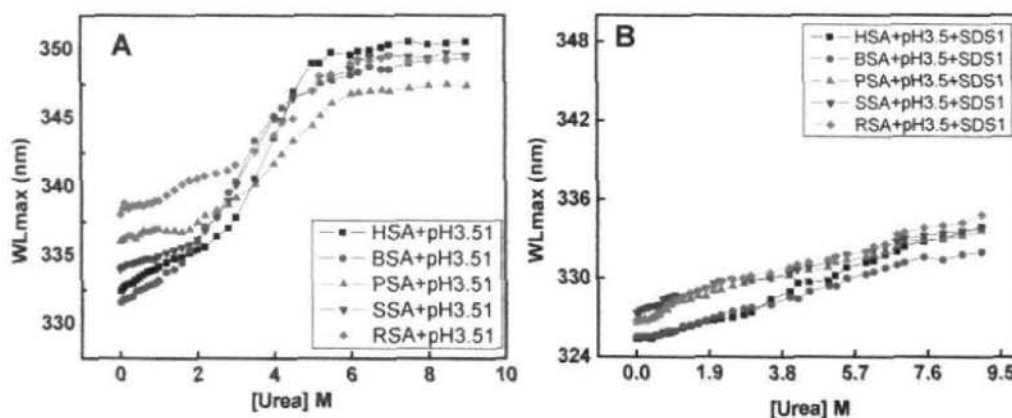 A
350
345
340
335
330
WLmax (nm)
HSA+pH3.51
BSA+pH3.51
PSA+pH3.51
SSA+pH3.51
RSA+pH3.51
0 2 4 6 8 10
[Urea] M
B
348
342
336
330
324
WLmax (nm)
HSA+pH3.5+SDS1
BSA+pH3.5+SDS1
PSA+pH3.5+SDS1
SSA+pH3.5+SDS1
RSA+pH3.5+SDS1
0.0 1.9 3.8 5.7 7.6 9.5
[Urea] M